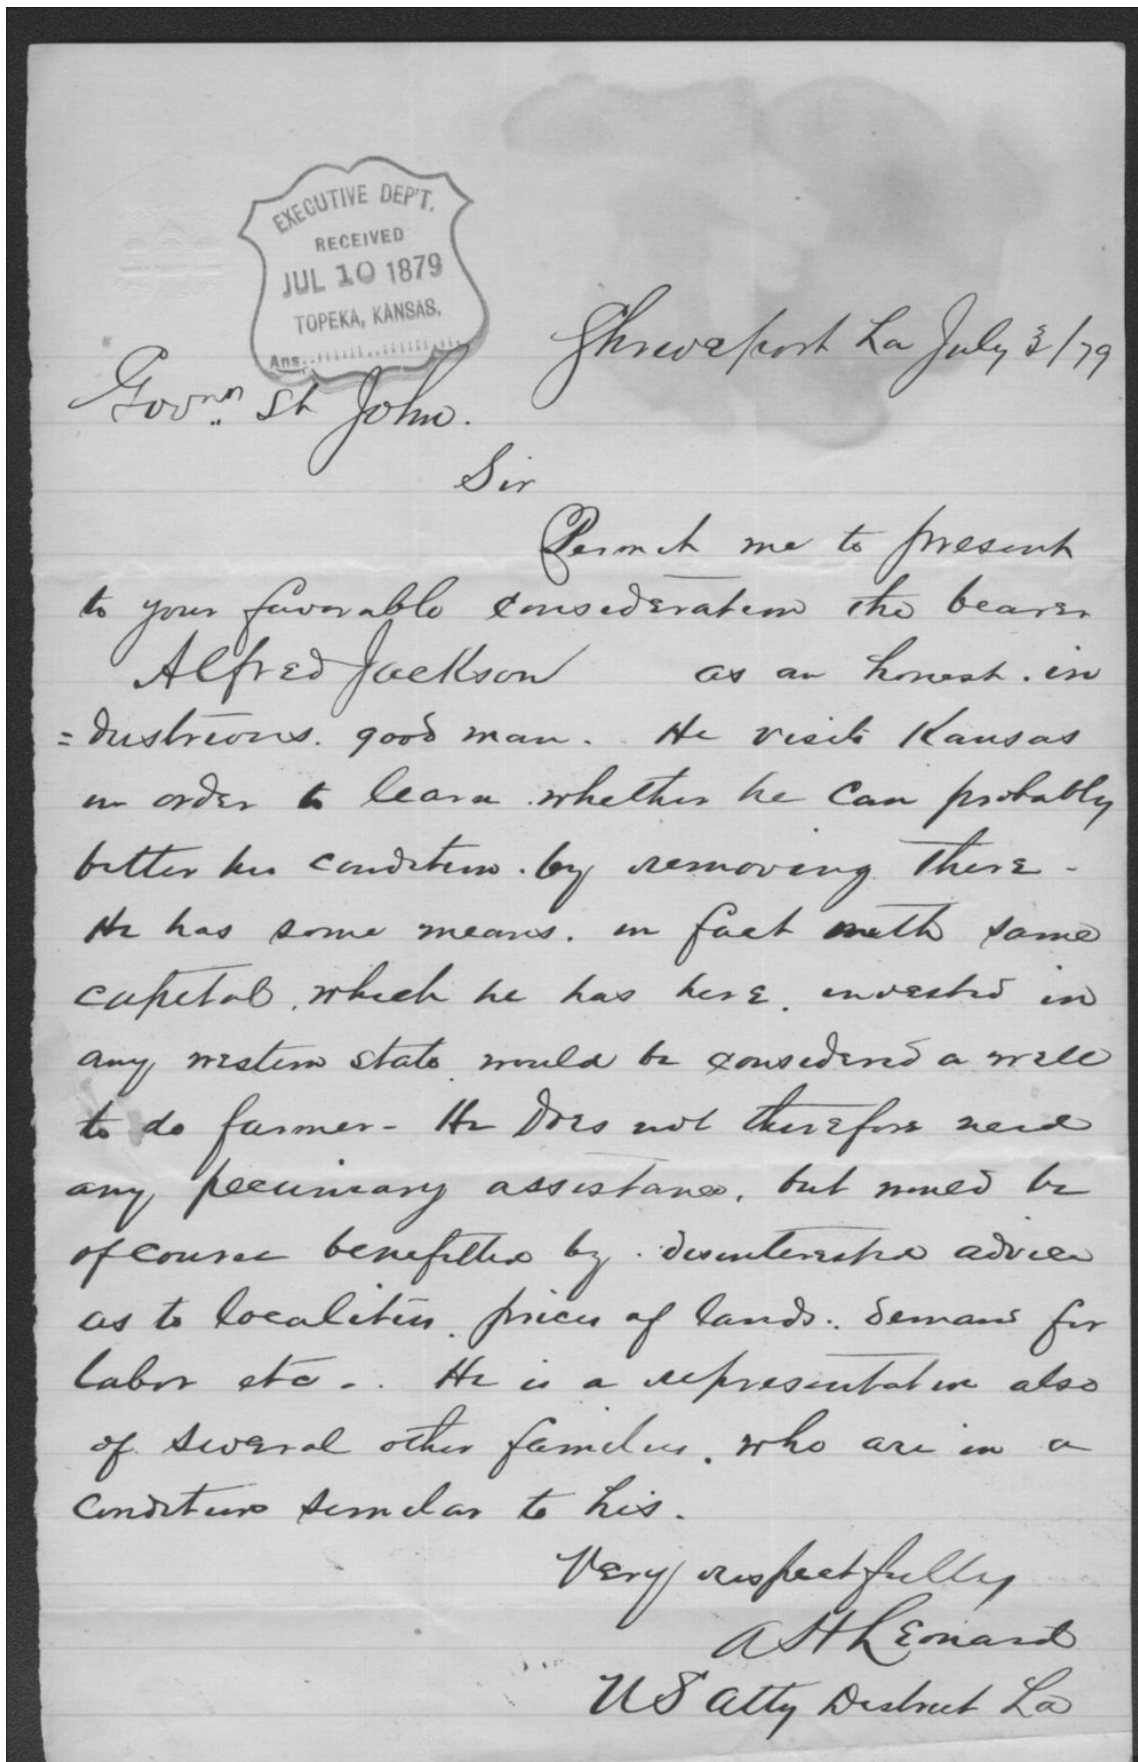 EXECUTIVE DEP'T.
RECEIVED
JUL 10 1879
TOPEKA, KANSAS.
Ans.
Shreveport La July 3/79
Govnr St John.
Sir
Permit me to present
to your favorable consideration the bearer
Alfred Jackson as an honest. in
=dustrious. good man. He visits Kansas
in order to learn whether he can probably
better his condition. by removing there -
He has some means. in fact with same
capital, which he has here, invested in
any western state would be considered a well
to do farmer - He does not therefore need
any pecuniary assistance, but would be
of course benefitted by disinterested advice
as to localities, prices of lands. demand for
labor etc -. He is a representative also
of several other families, who are in a
condition similar to his.
Very respectfully
A H Leonard
US Atty District La